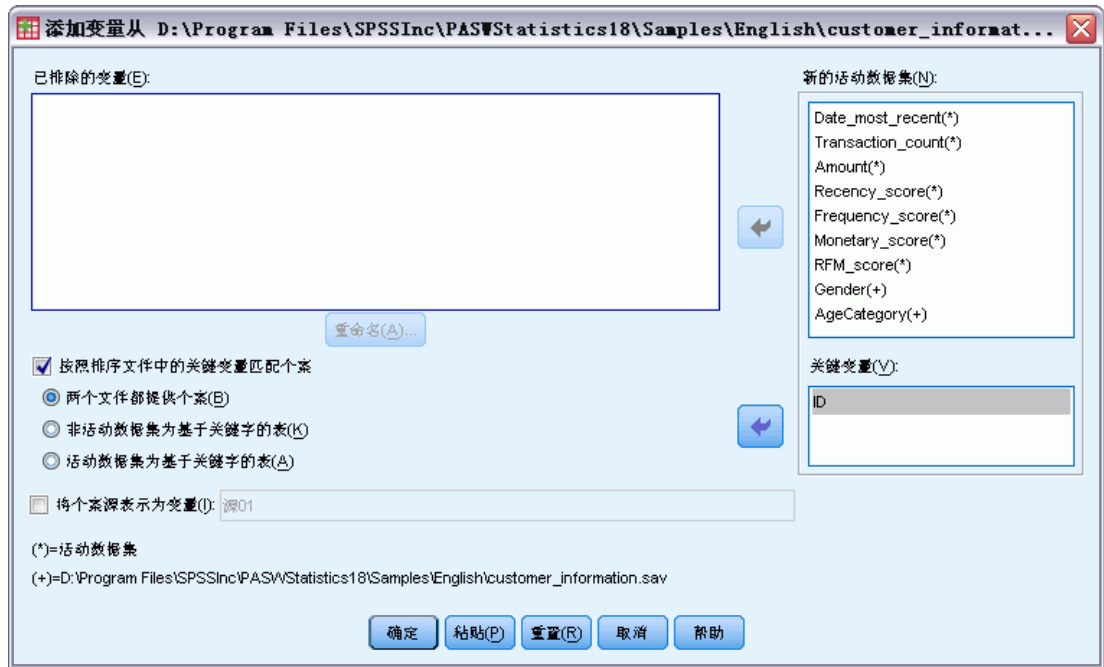 添加变量从 D:\Program Files\SPSSInc\PASWStatistics18\Samples\English\customer_informat...
已排除的变量(E):
重命名(A)...
按照排序文件中的关键变量匹配个案
两个文件都提供个案(B)
非活动数据集为基于关键字的表(K)
活动数据集为基于关键字的表(A)
将个案源表示为变量(I): 源01
(*)=活动数据集
(+)=D:\Program Files\SPSSInc\PASWStatistics18\Samples\English\customer_information.sav
新的活动数据集(N):
Date_most_recent(*)
Transaction_count(*)
Amount(*)
Recency_score(*)
Frequency_score(*)
Monetary_score(*)
RFM_score(*)
Gender(+)
AgeCategory(+)
关键变量(V):
ID
确定 粘贴(P) 重置(R) 取消 帮助